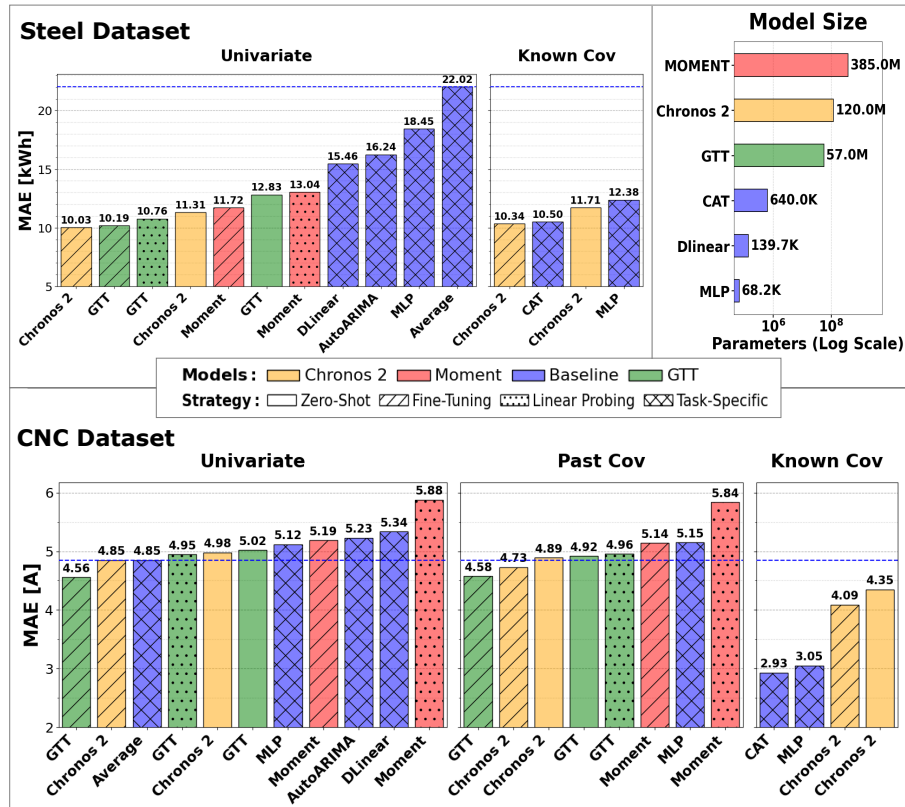 Steel Dataset
Univariate
Known Cov
MAE [kWh]
20
15
10
5
10.03
10.19
10.76
11.31
11.72
12.83
13.04
15.46
16.24
18.45
22.02
Chronos 2
GTT
GTT
Chronos 2
Moment
GTT
Moment
DLinear
AutoARIMA
MLP
Average
10.34
10.50
11.71
12.38
Chronos 2
CAT
Chronos 2
MLP
Model Size
MOMENT 385.0M
Chronos 2 120.0M
GTT 57.0M
CAT 640.0K
Dlinear 139.7K
MLP 68.2K
10^6 10^8
Parameters (Log Scale)
Models: Chronos 2 Moment Baseline GTT
Strategy: Zero-Shot Fine-Tuning Linear Probing Task-Specific
CNC Dataset
Univariate
Past Cov
Known Cov
MAE [A]
6
5
4
3
2
4.56
4.85
4.85
4.95
4.98
5.02
5.12
5.19
5.23
5.34
5.88
GTT
Chronos 2
Average
GTT
Chronos 2
GTT
MLP
Moment
AutoARIMA
DLinear
Moment
4.58
4.73
4.89
4.92
4.96
5.14
5.15
5.84
GTT
Chronos 2
Chronos 2
GTT
GTT
Moment
MLP
Moment
2.93
3.05
4.09
4.35
CAT
MLP
Chronos 2
Chronos 2